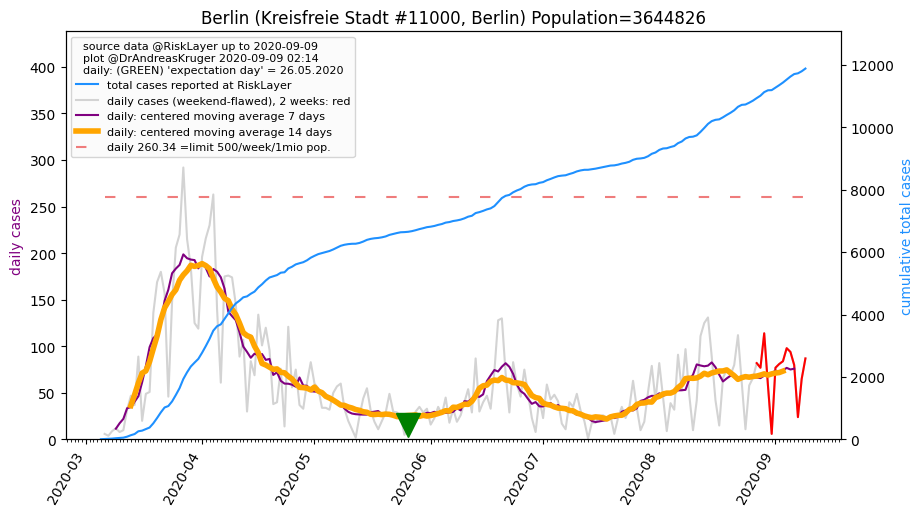 Berlin (Kreisfreie Stadt #11000, Berlin) Population=3644826
source data @RiskLayer up to 2020-09-09
plot @DrAndreasKruger 2020-09-09 02:14
daily: (GREEN) 'expectation day' = 26.05.2020
total cases reported at RiskLayer
daily cases (weekend-flawed), 2 weeks: red
daily: centered moving average 7 days
daily: centered moving average 14 days
daily 260.34 =limit 500/week/1mio pop.
daily cases
400
350
300
250
200
150
100
50
0
cumulative total cases
12000
10000
8000
6000
4000
2000
0
2020-03
2020-04
2020-05
2020-06
2020-07
2020-08
2020-09